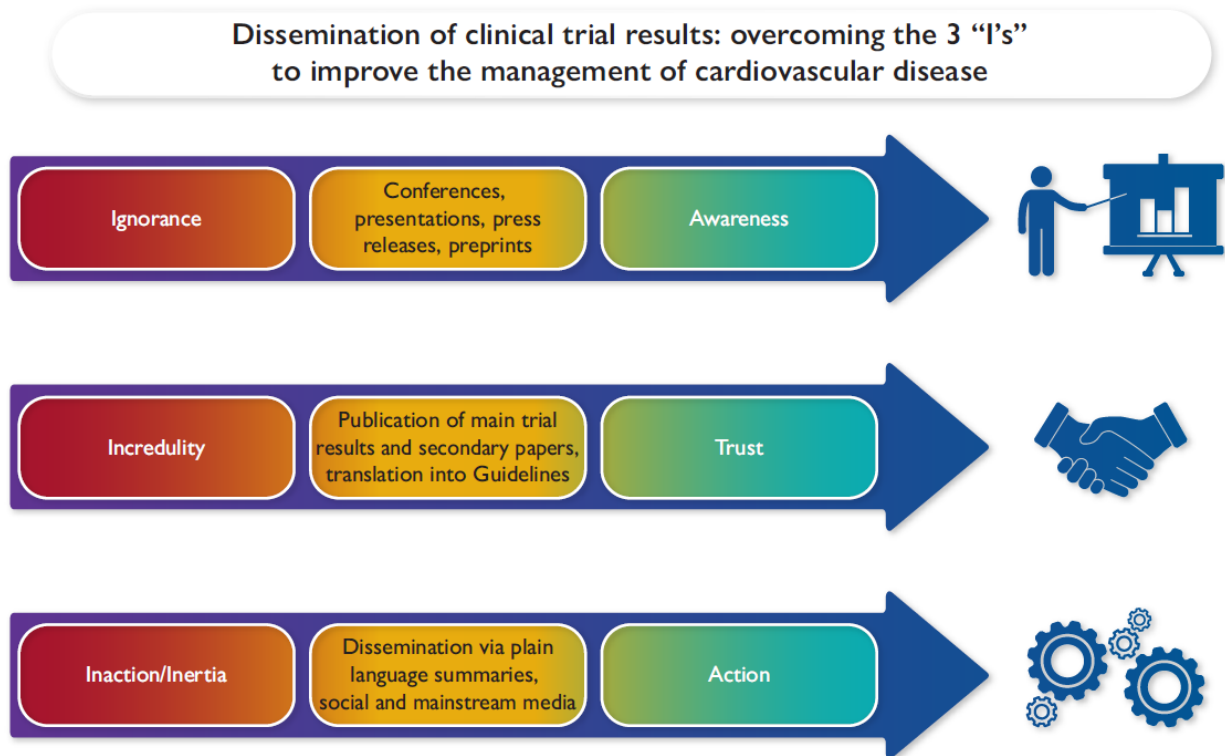 Dissemination of clinical trial results: overcoming the 3 “I’s”
to improve the management of cardiovascular disease
Ignorance
Conferences,
presentations, press
releases, preprints
Awareness
Incredulity
Publication of main trial
results and secondary papers,
translation into Guidelines
Trust
Inaction/Inertia
Dissemination via plain
language summaries,
social and mainstream media
Action